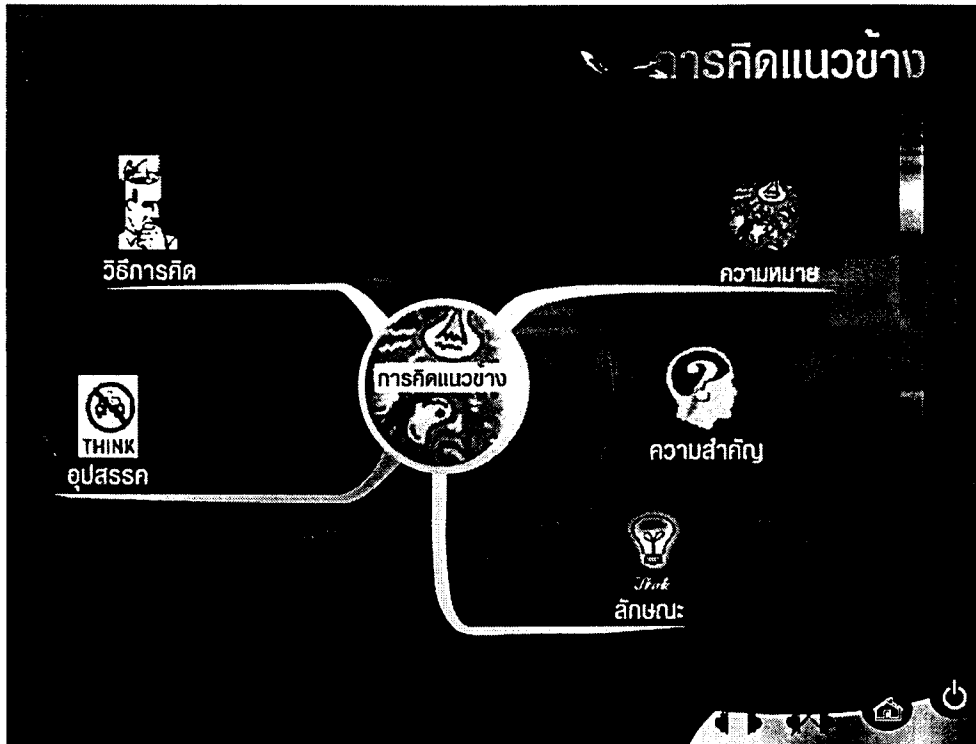 การคิดแนวข้าง
วิธีการคิด
ความหมาย
การคิดแนวข้าง
THINK
อุปสรรค
ความสำคัญ
Think
ลักษณะ